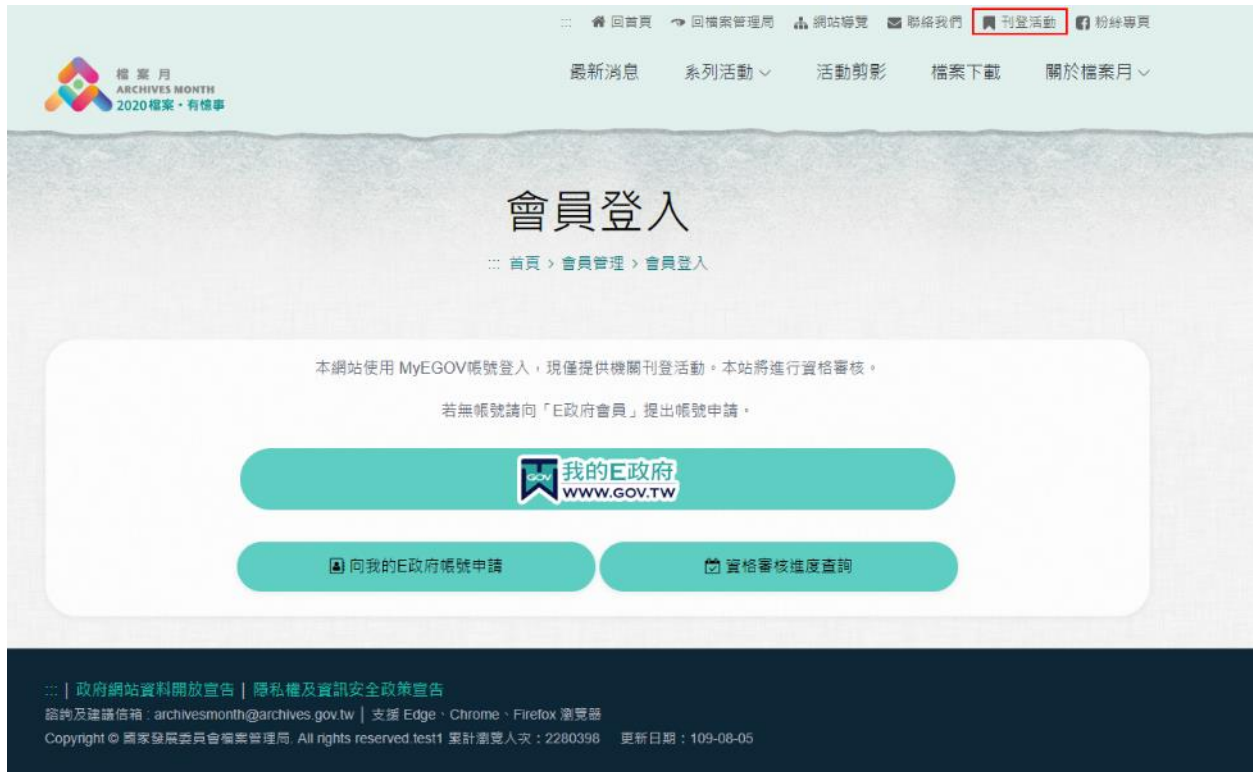 ::: 回首頁 回檔案管理局 網站導覽 聯絡我們 刊登活動 粉絲專頁
檔案月
ARCHIVES MONTH
2020檔案・有憶事
最新消息 系列活動 活動剪影 檔案下載 關於檔案月
會員登入
::: 首頁 > 會員管理 > 會員登入
本網站使用 MyEGOV帳號登入，現僅提供機關刊登活動。本站將進行資格審核。
若無帳號請向「E政府會員」提出帳號申請。
GOV 我的E政府
WWW.GOV.TW
向我的E政府帳號申請 資格審核進度查詢
::: | 政府網站資料開放宣告 | 隱私權及資訊安全政策宣告
諮詢及建議信箱 : archivesmonth@archives.gov.tw | 支援 Edge、Chrome、Firefox 瀏覽器
Copyright © 國家發展委員會檔案管理局. All rights reserved.test1 累計瀏覽人次：2280398 更新日期：109-08-05